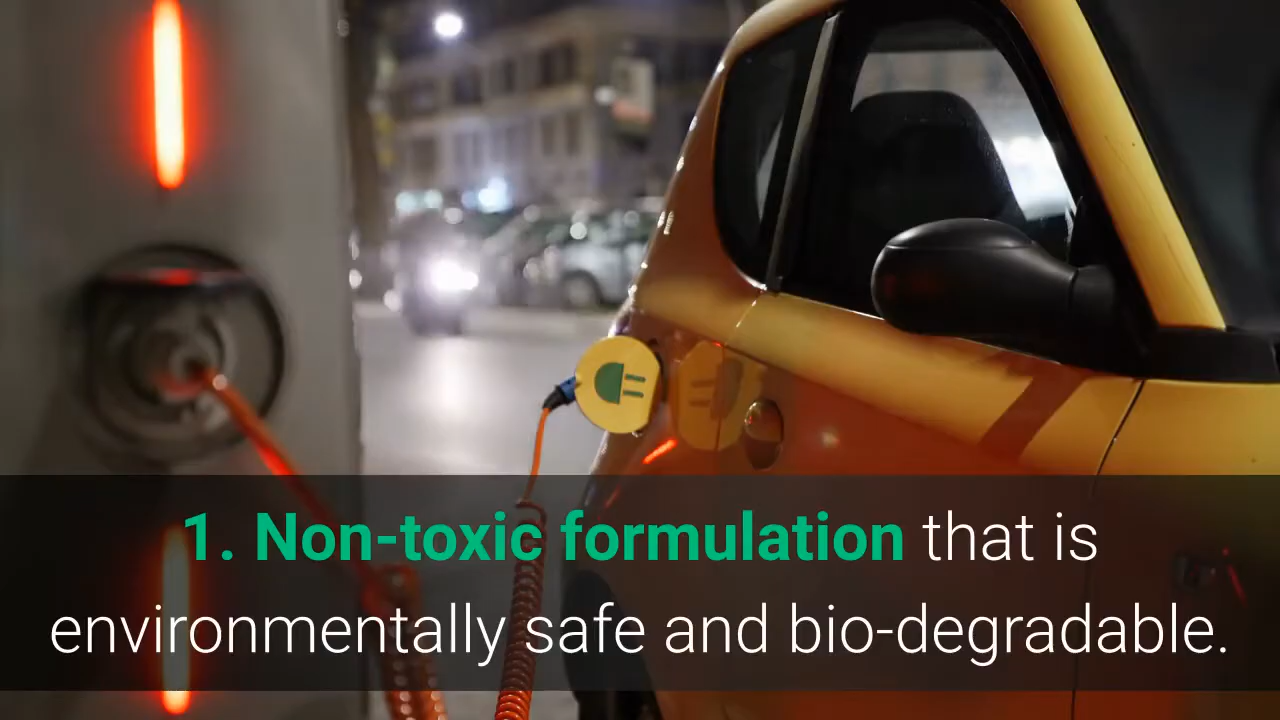 1. Non-toxic formulation that is
environmentally safe and bio-degradable.